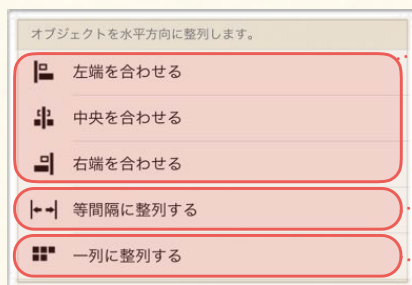 オブジェクトを水平方向に整列します。
左端を合わせる
中央を合わせる
右端を合わせる
等間隔に整列する
一列に整列する